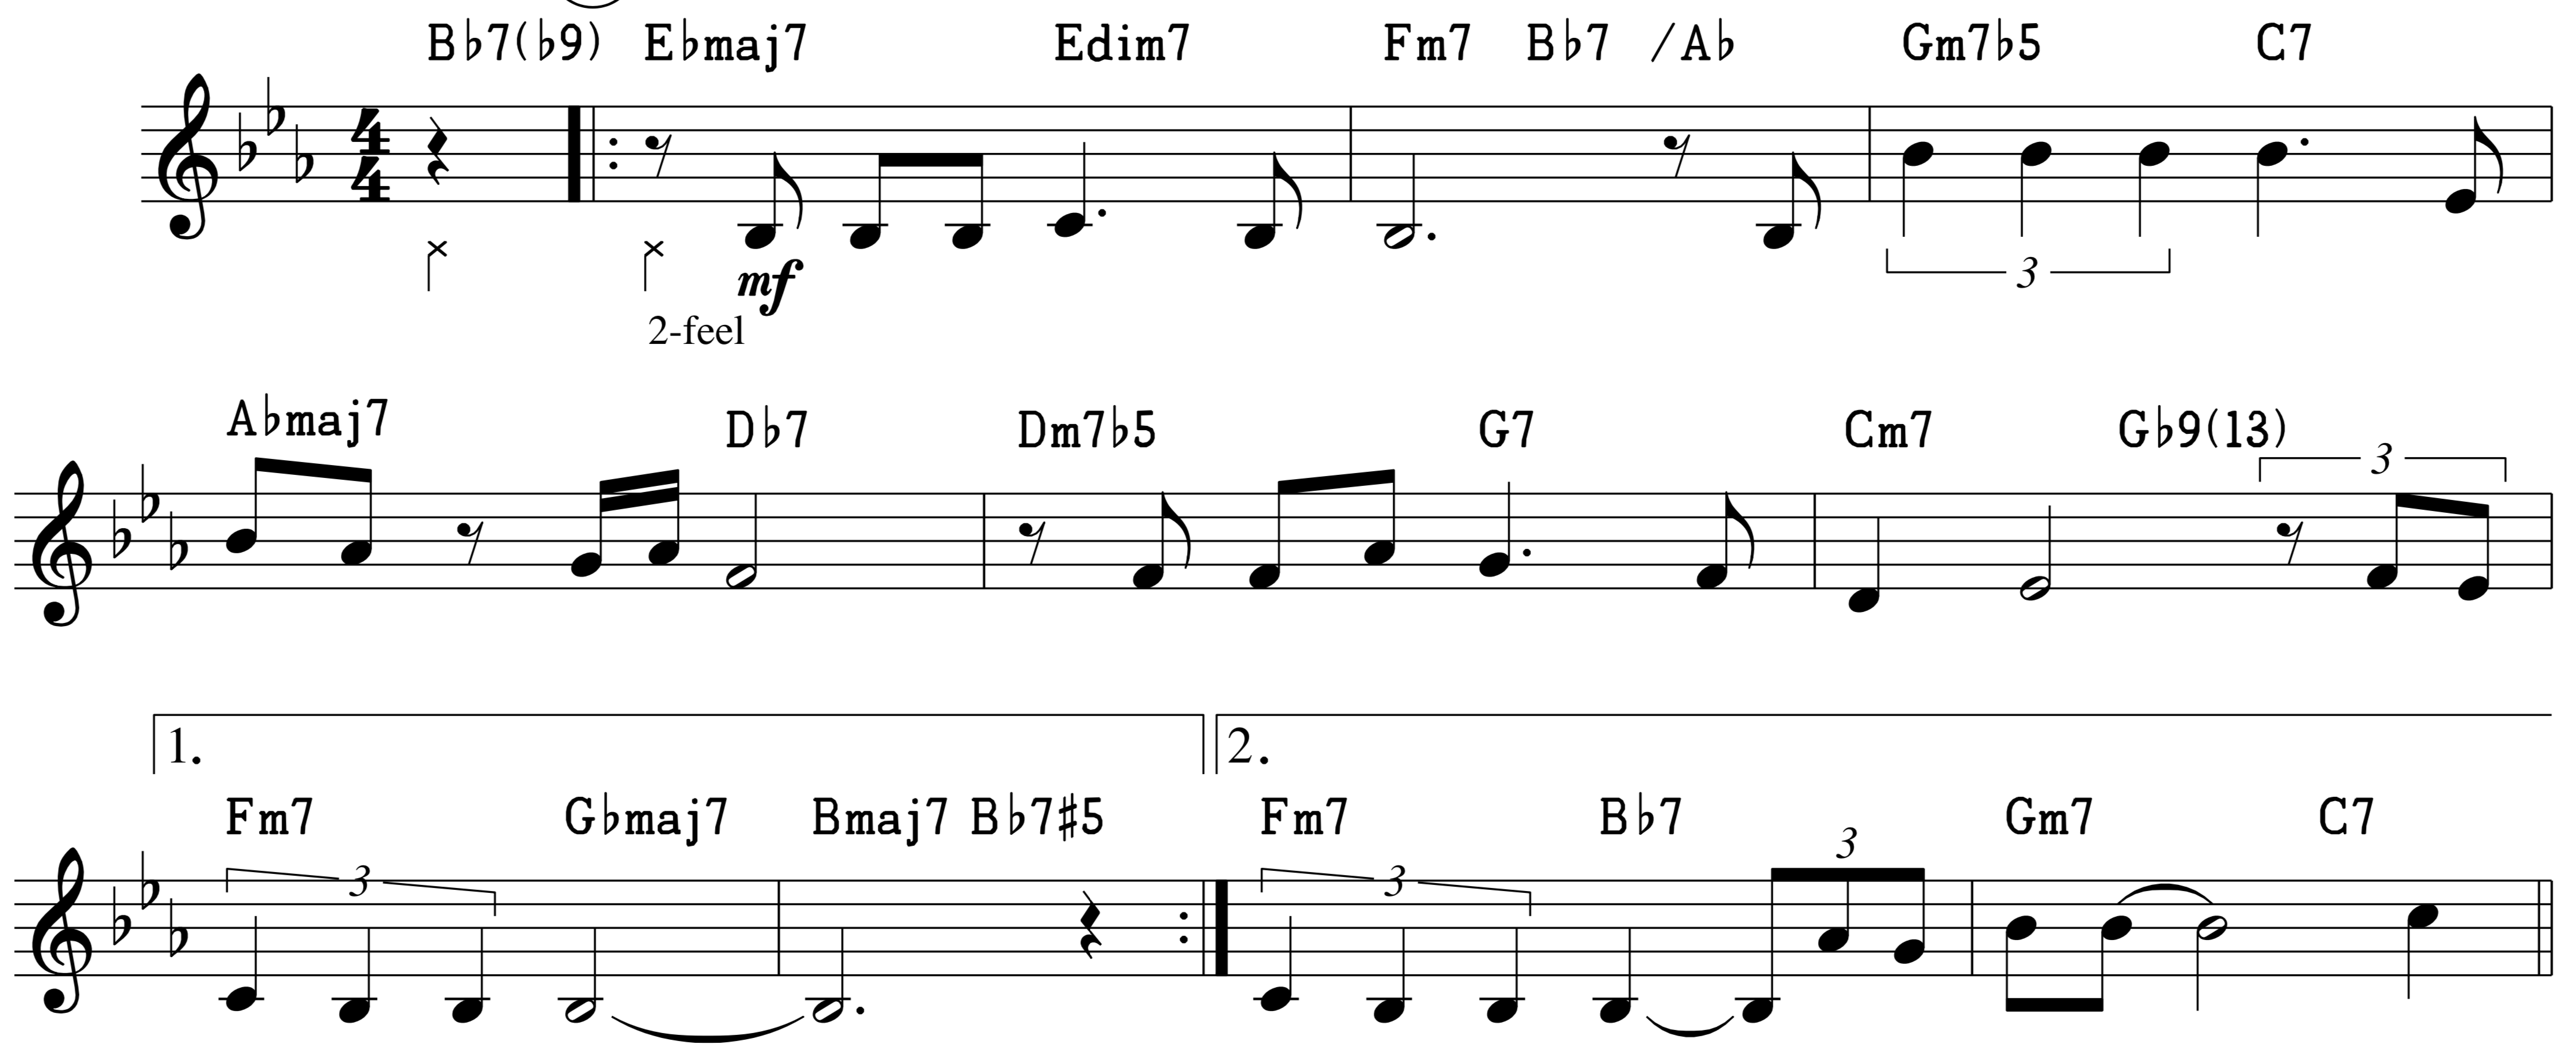 B♭7(♭9) E♭maj7 Edim7 Fm7 B♭7 /A♭ Gm7♭5 C7
4
4
3
mf
2-feel
A♭maj7 D♭7 Dm7♭5 G7 Cm7 G♭9(13)
3
1. 2.
Fm7 G♭maj7 Bmaj7 B♭7♯5 Fm7 B♭7 Gm7 C7
3 3 3